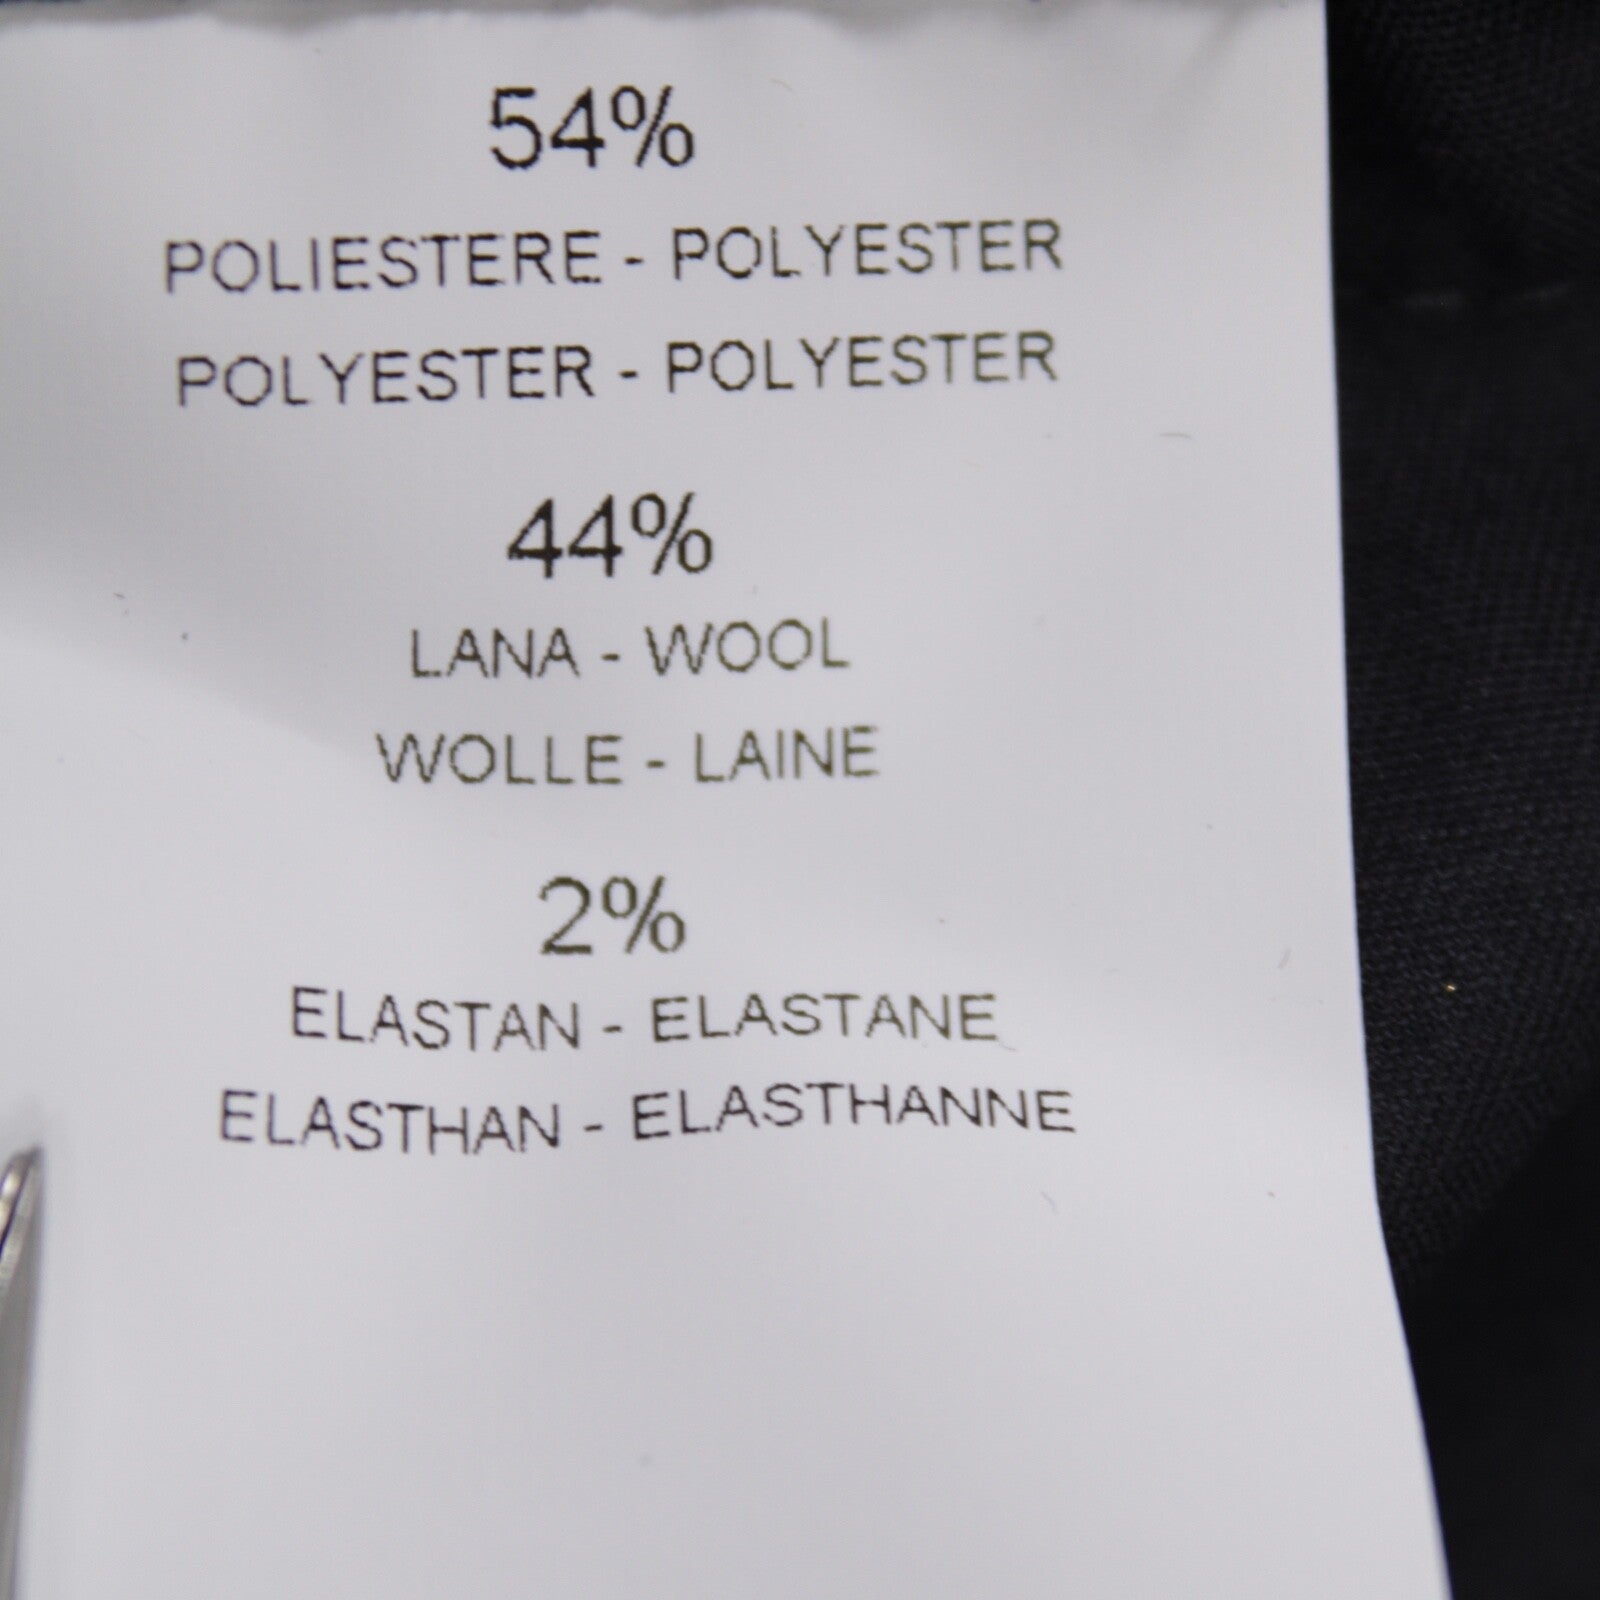 54%
POLIESTERE - POLYESTER
POLYESTER - POLYESTER
44%
LANA - WOOL
WOLLE - LAINE
2%
ELASTAN - ELASTANE
ELASTHAN - ELASTHANNE